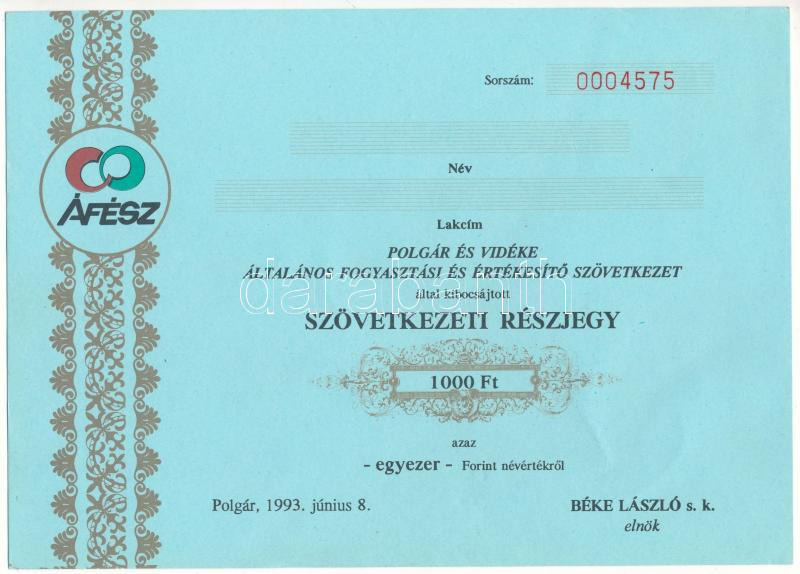 Sorszám: 0004575
Név
ÁFÉSZ
Lakcím
POLGÁR ÉS VIDÉKE
ÁLTALÁNOS FOGYASZTÁSI ÉS ÉRTÉKESÍTŐ SZÖVETKEZET
által kibocsájtott
darabanth
SZÖVETKEZETI RÉSZJEGY
1000 Ft
azaz
- egyezer - Forint névértékről
Polgár, 1993. június 8.
BÉKE LÁSZLÓ s. k.
elnök